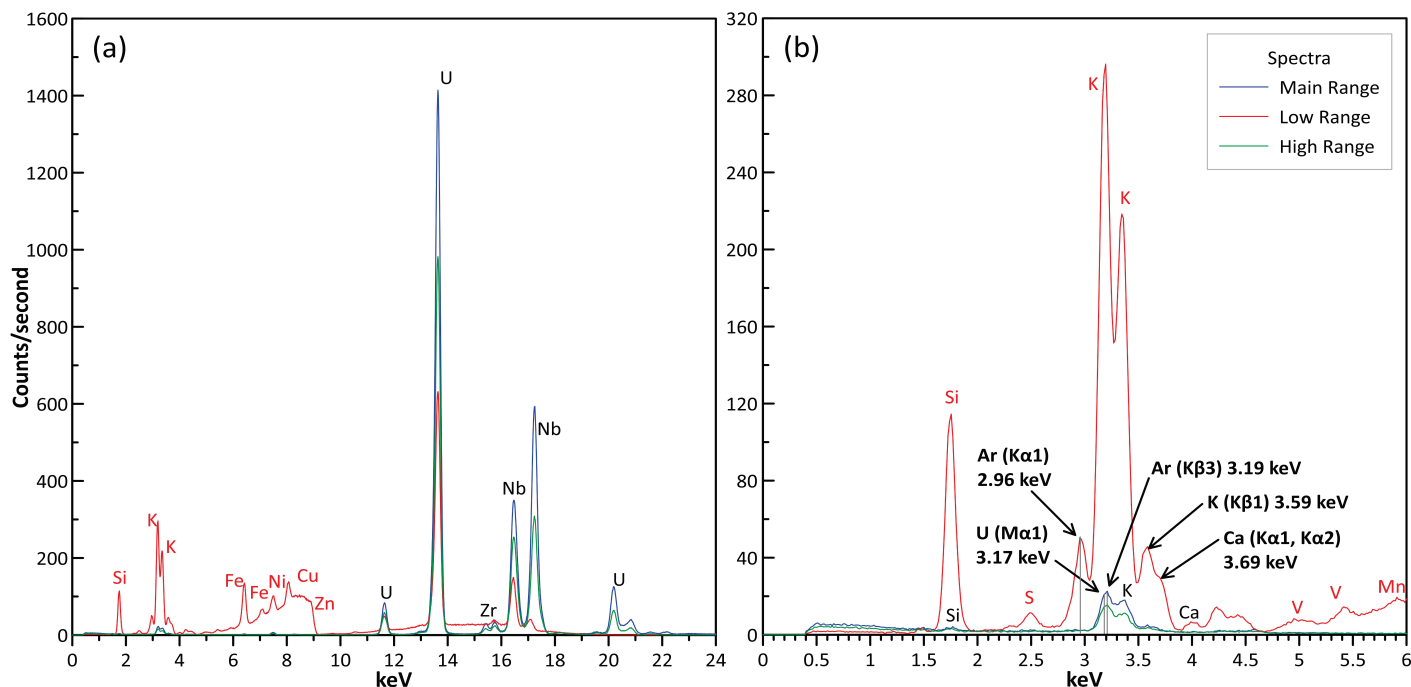 (a)
1600
1400
1200
1000
800
600
400
200
0
Counts/second
0 2 4 6 8 10 12 14 16 18 20 22 24
keV
Si
K
K
Fe
Fe
Ni
Cu
Zn
U
U
Zr
Nb
Nb
U
(b)
320
280
240
200
160
120
80
40
0
0 0.5 1 1.5 2 2.5 3 3.5 4 4.5 5 5.5 6
keV
Spectra
Main Range
Low Range
High Range
K
K
Si
Si
S
Ar (Kα1)
2.96 keV
U (Mα1)
3.17 keV
Ar (Kβ3) 3.19 keV
K (Kβ1) 3.59 keV
Ca (Kα1, Kα2)
3.69 keV
K
Ca
V
V
Mn